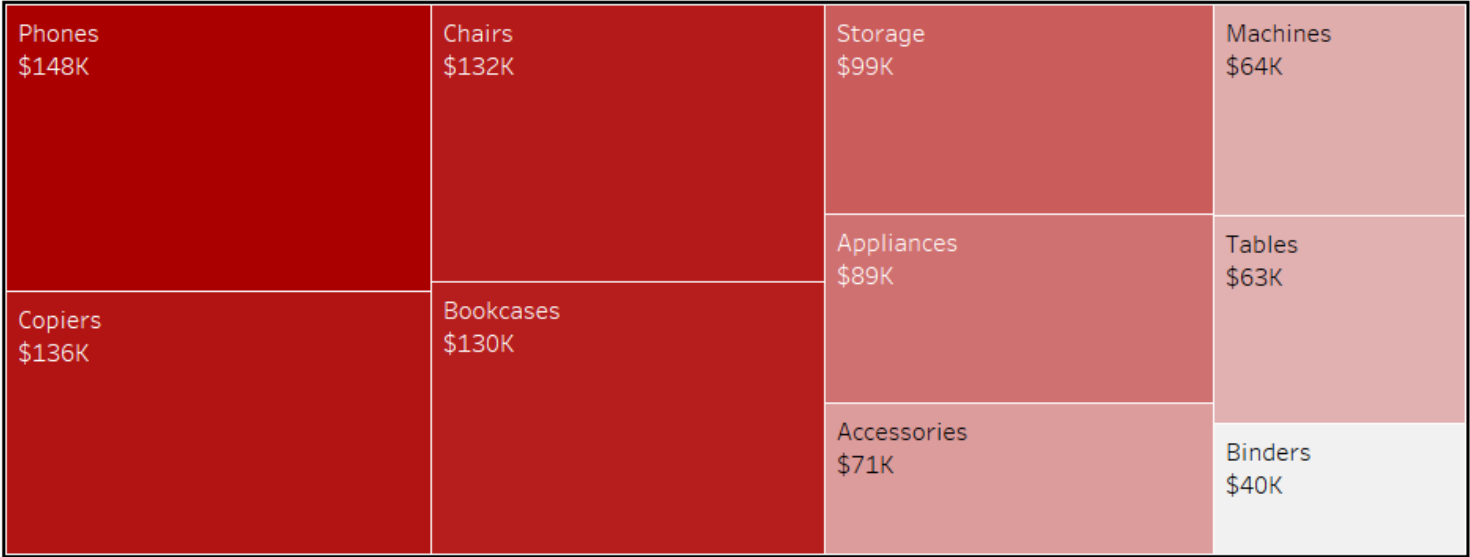 Phones
$148K
Copiers
$136K
Chairs
$132K
Bookcases
$130K
Storage
$99K
Appliances
$89K
Accessories
$71K
Machines
$64K
Tables
$63K
Binders
$40K